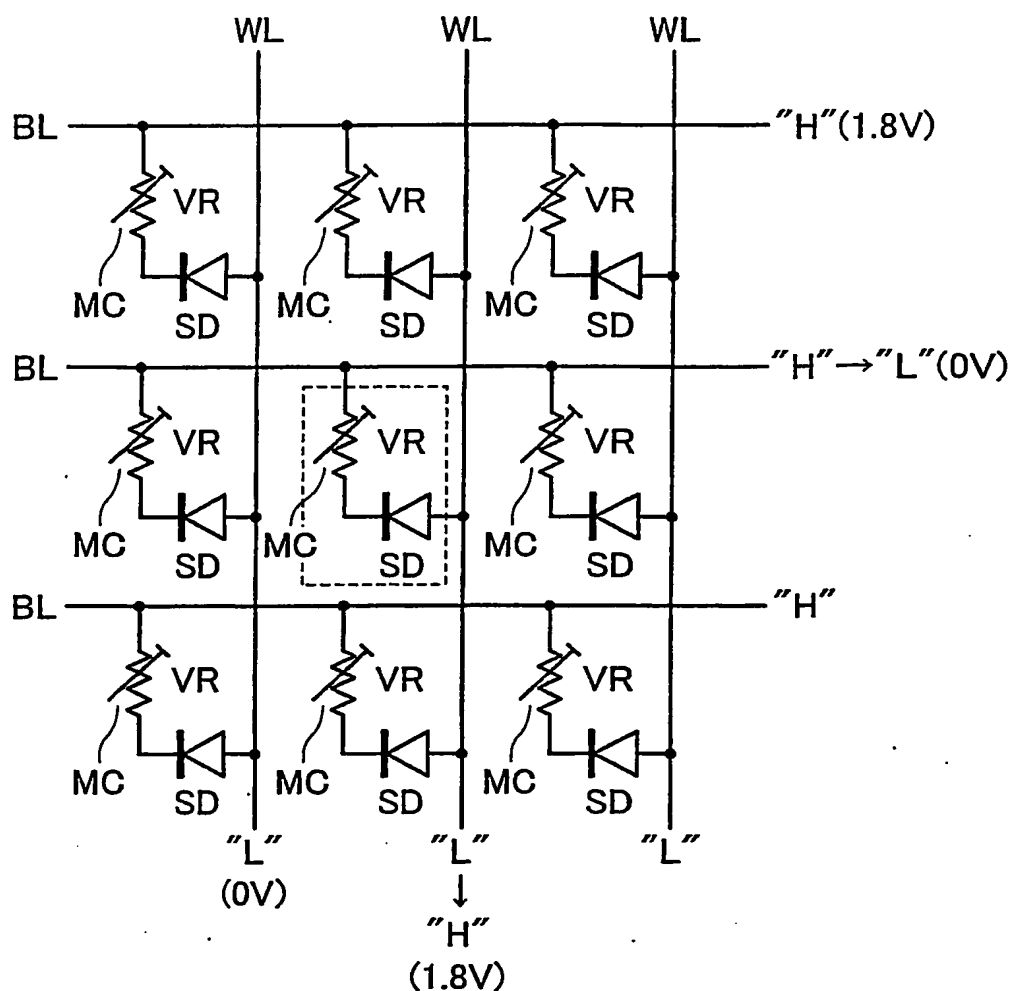 WL WL WL
BL "H"(1.8V)
VR VR VR
MC MC MC
SD SD SD
BL "H"→"L"(0V)
VR VR VR
MC MC MC
SD SD SD
BL "H"
VR VR VR
MC MC MC
SD SD SD
"L" "L" "L"
(0V) ↓
"H"
(1.8V)